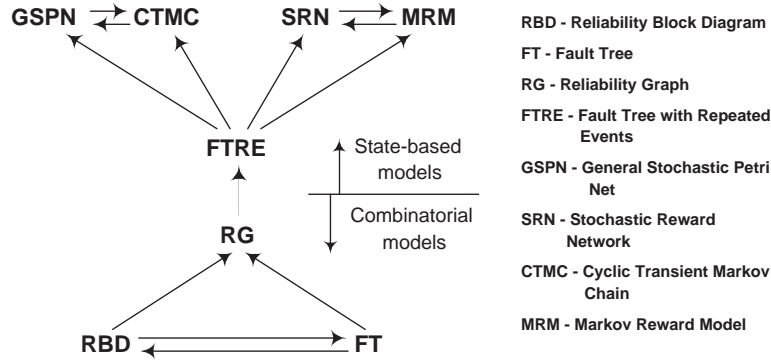 GSPN CTMC SRN MRM
FTRE
State-based
models
Combinatorial
models
RG
RBD FT
RBD - Reliability Block Diagram
FT - Fault Tree
RG - Reliability Graph
FTRE - Fault Tree with Repeated
Events
GSPN - General Stochastic Petri
Net
SRN - Stochastic Reward
Network
CTMC - Cyclic Transient Markov
Chain
MRM - Markov Reward Model